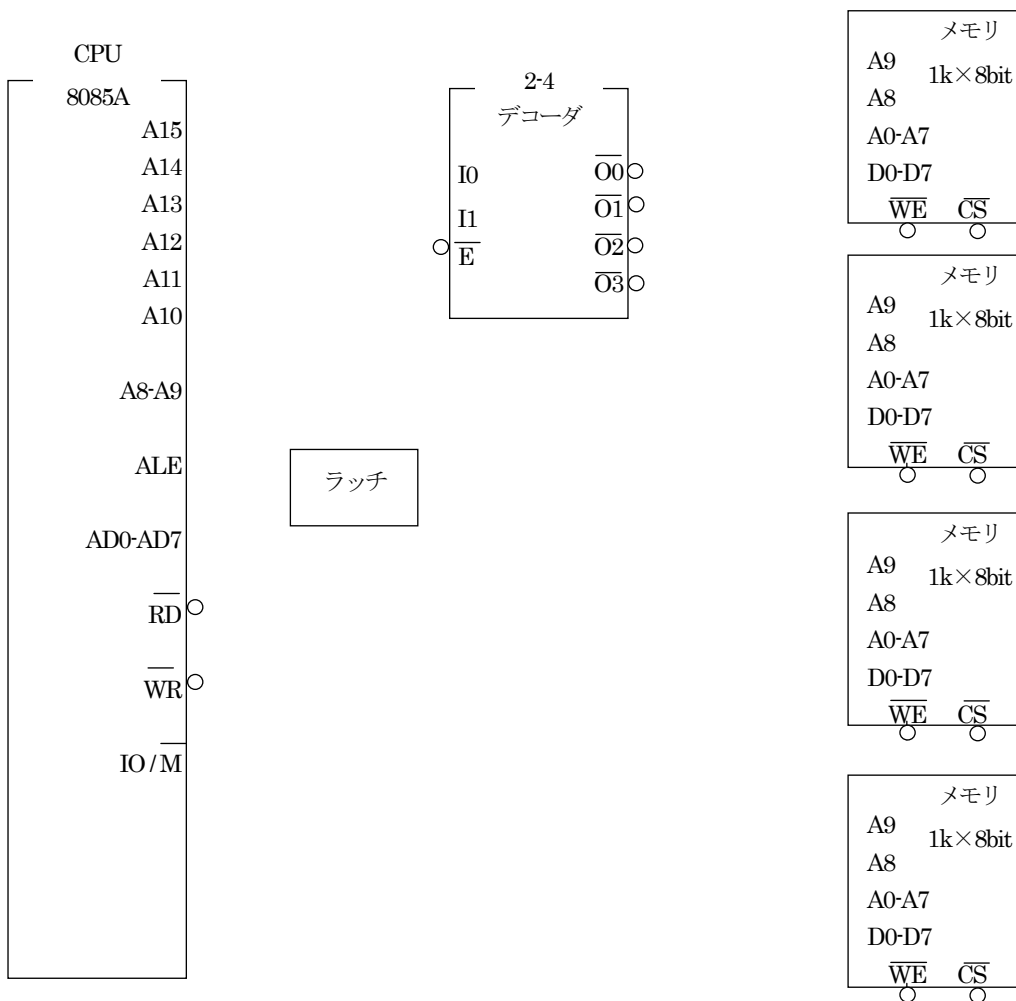 CPU
8085A
A15
A14
A13
A12
A11
A10
A8-A9
ALE
AD0-AD7
RD
WR
IO / M
2-4
デコーダ
I0
I1
E
O0
O1
O2
O3
ラッチ
メモリ
A9 1k×8bit
A8
A0-A7
D0-D7
WE CS
メモリ
A9 1k×8bit
A8
A0-A7
D0-D7
WE CS
メモリ
A9 1k×8bit
A8
A0-A7
D0-D7
WE CS
メモリ
A9 1k×8bit
A8
A0-A7
D0-D7
WE CS